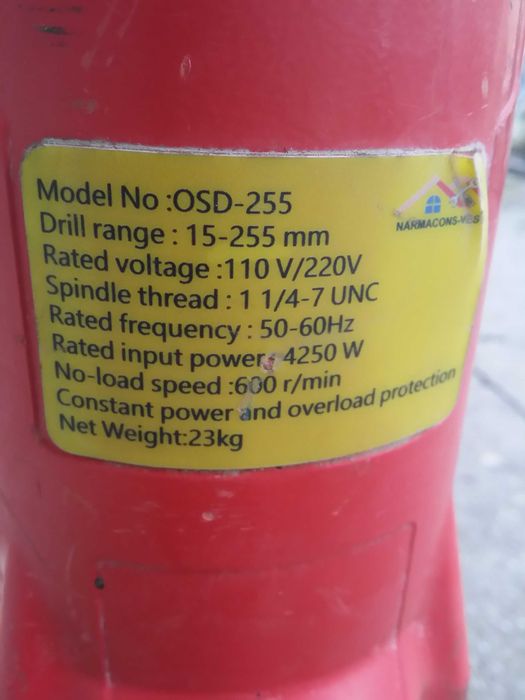 Model No :OSD-255
NARMACONS-VBS
Drill range : 15-255 mm
Rated voltage :110 V/220V
Spindle thread : 1 1/4-7 UNC
Rated frequency : 50-60Hz
Rated input power: 4250 W
No-load speed :600 r/min
Constant power and overload protection
Net Weight:23kg